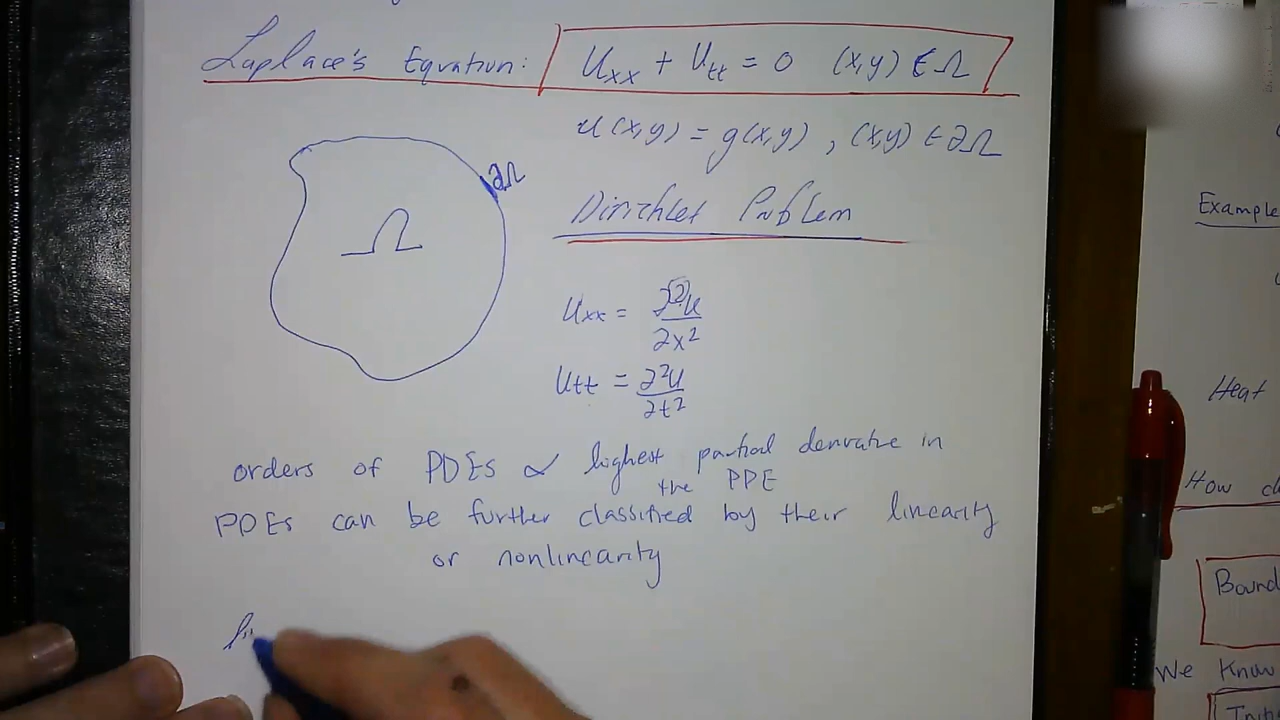 Laplace's Equation: Uxx + Utt = 0 (x,y) ∈ Ω
u(x,y) = g(x,y) , (x,y) ∈ ∂Ω
∂Ω
Ω
Dirichlet Problem
Uxx = ∂²u/∂x²
Utt = ∂²u/∂t²
orders of PDEs ∝ highest partial derivative in
the PPE
PDEs can be further classified by their linearity
or nonlinearity
Example
Heat
How
Bound
We Know